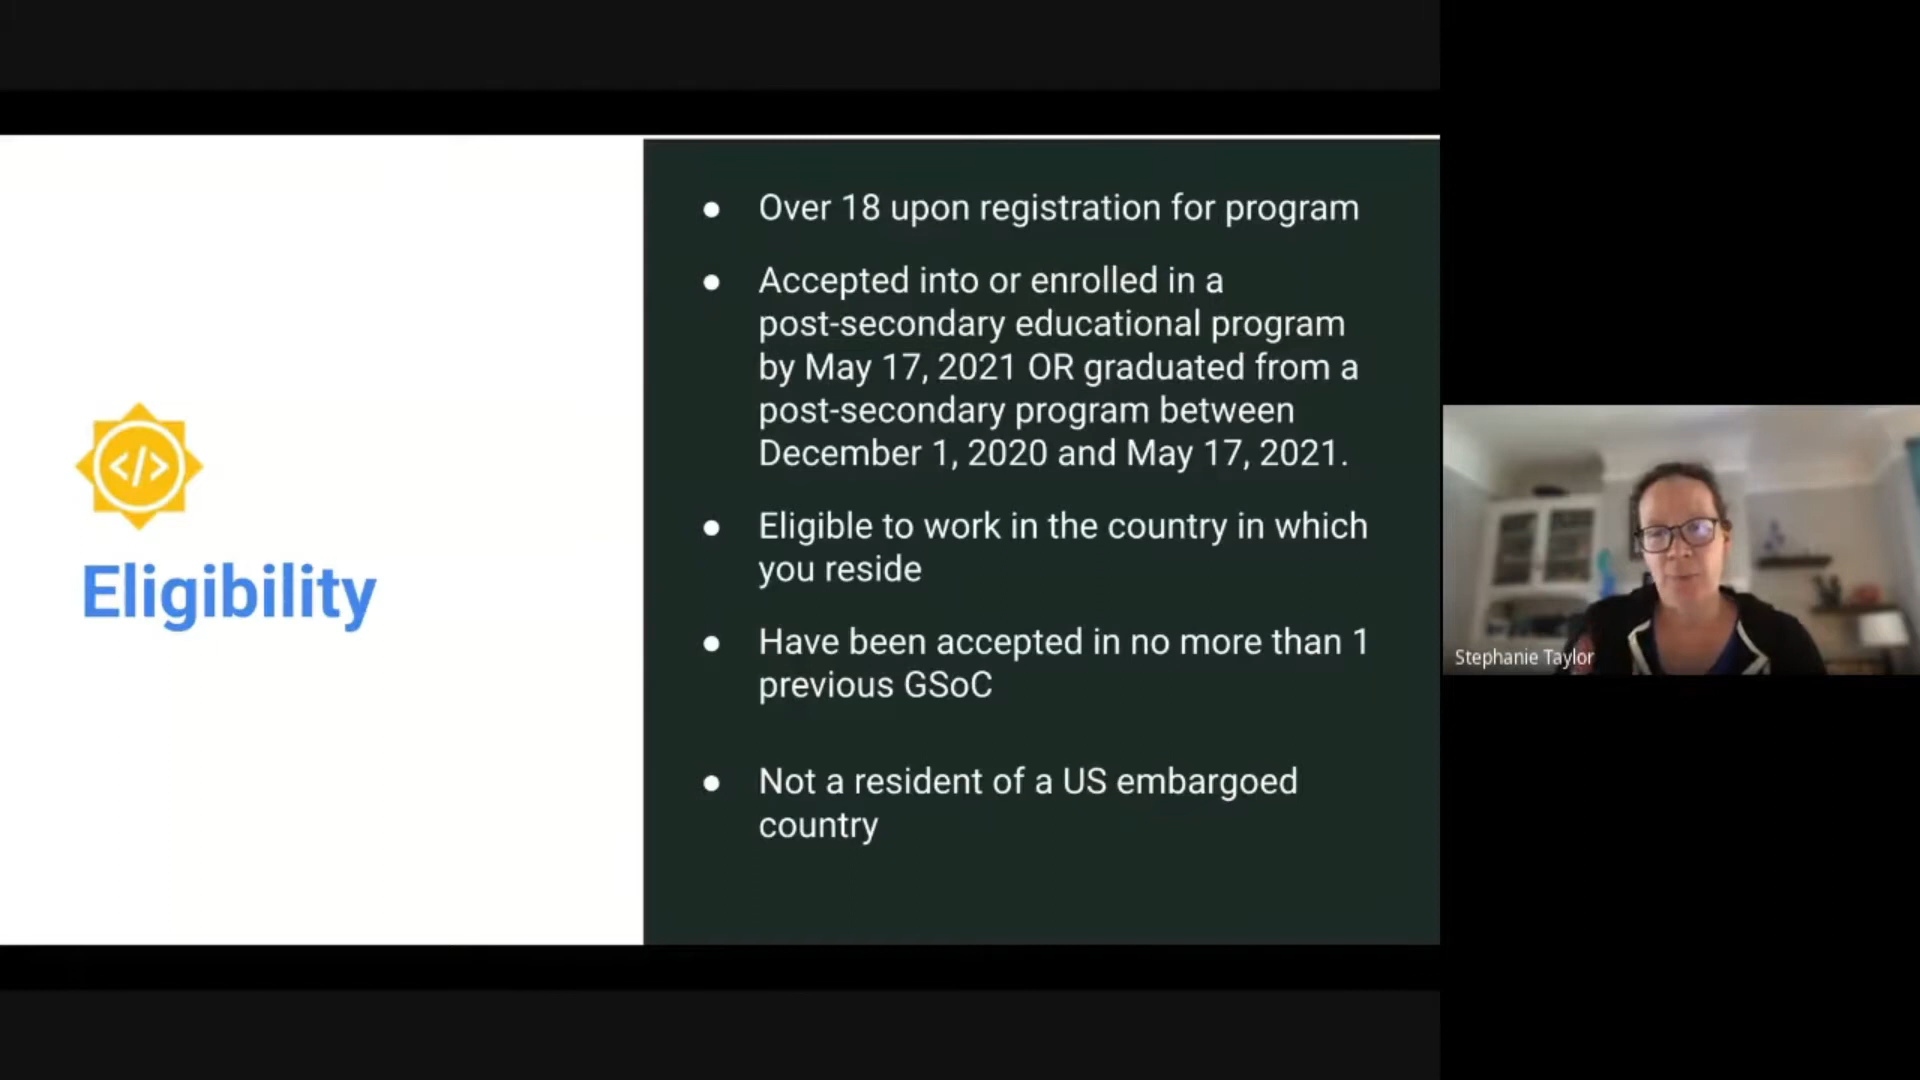 </>
Eligibility
● Over 18 upon registration for program
● Accepted into or enrolled in a
post-secondary educational program
by May 17, 2021 OR graduated from a
post-secondary program between
December 1, 2020 and May 17, 2021.
● Eligible to work in the country in which
you reside
● Have been accepted in no more than 1
previous GSoC
● Not a resident of a US embargoed
country
Stephanie Taylor